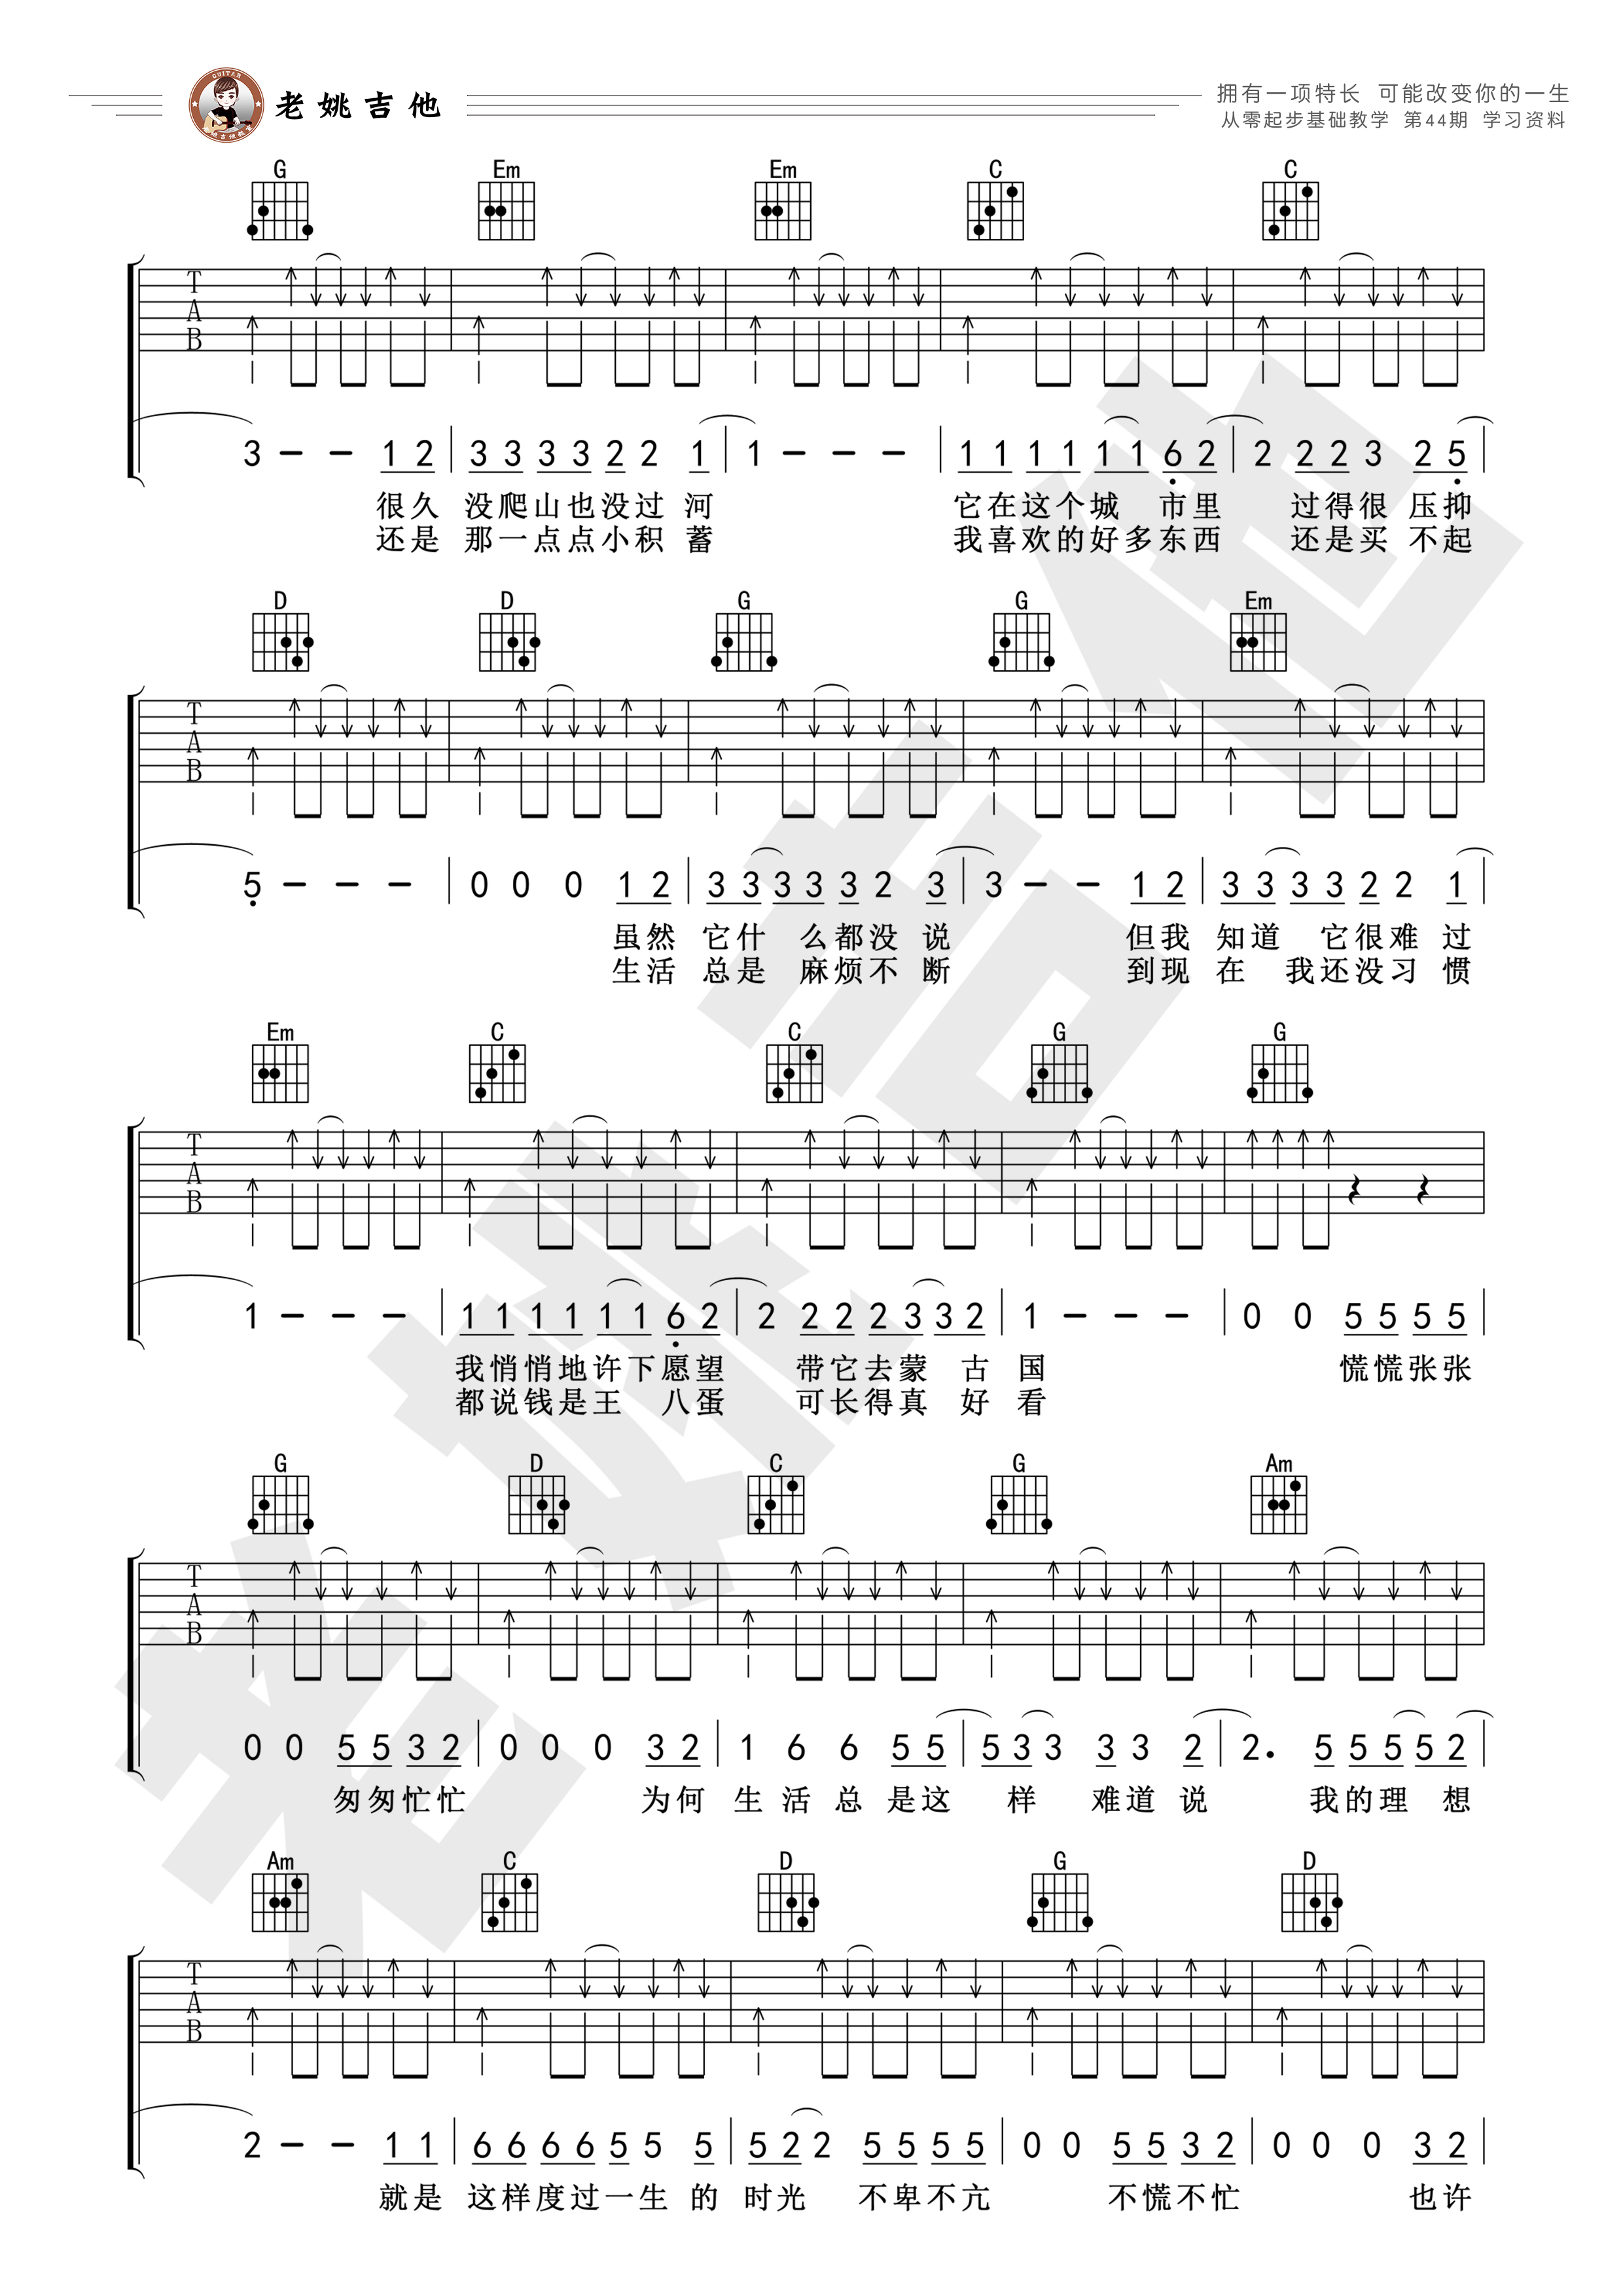 GUITAR
老姚吉他教室
老姚吉他
拥有一项特长 可能改变你的一生
从零起步基础教学 第44期 学习资料
G Em Em C C
T
A
B
3 – – 1 2 | 3 3 3 3 2 2 1 | 1 – – – | 1 1 1 1 1 1 6 2 | 2 2 2 3 2 5 |
很久 没爬山也没过 河 它在这个城 市里 过得很 压抑
还是 那一点点小积 蓄 我喜欢的好多东西 还是买 不起
D D G G Em
T
A
B
5 – – – | 0 0 0 1 2 | 3 3 3 3 3 2 3 | 3 – – 1 2 | 3 3 3 3 2 2 1 |
虽然 它什 么都没 说 但我 知道 它很难 过
生活 总是 麻烦不 断 到现 在 我还没习 惯
Em C C G G
T
A
B
1 – – – | 1 1 1 1 1 1 6 2 | 2 2 2 2 3 3 2 | 1 – – – | 0 0 5 5 5 5 |
我悄悄地许下愿望 带它去蒙 古 国 慌慌张张
都说钱是王 八蛋 可长得真 好 看
G D C G Am
T
A
B
0 0 5 5 3 2 | 0 0 0 3 2 | 1 6 6 5 5 | 5 3 3 3 3 2 | 2. 5 5 5 5 2 |
匆匆忙忙 为何 生 活 总 是这 样 难道 说 我的理 想
Am C D G D
T
A
B
2 – – 1 1 | 6 6 6 6 5 5 5 | 5 2 2 5 5 5 5 | 0 0 5 5 3 2 | 0 0 0 3 2 |
就是 这样度过一生 的 时光 不卑不亢 不慌不忙 也许
老姚吉他